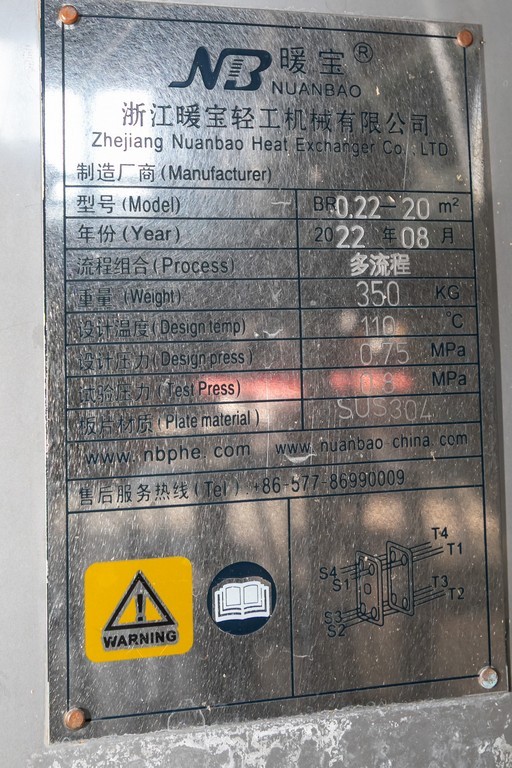 NB 暖宝®
NUANBAO
浙江暖宝轻工机械有限公司
Zhejiang Nuanbao Heat Exchanger Co., LTD
制造厂商(Manufacturer)
型号(Model) BR0.22-20 m²
年份(Year) 2022 年 08 月
流程组合(Process) 多流程
重量(Weight) 350 KG
设计温度(Design temp) 110 °C
设计压力(Design press) 0.75 MPa
试验压力(Test Press) MPa
板片材质(Plate material) SUS304
www.nbphe.com www.nuanbao china.com
售后服务热线(Tel):+86-577-86990009
T4
T1
S4
S1
T3
T2
S3
S2
WARNING